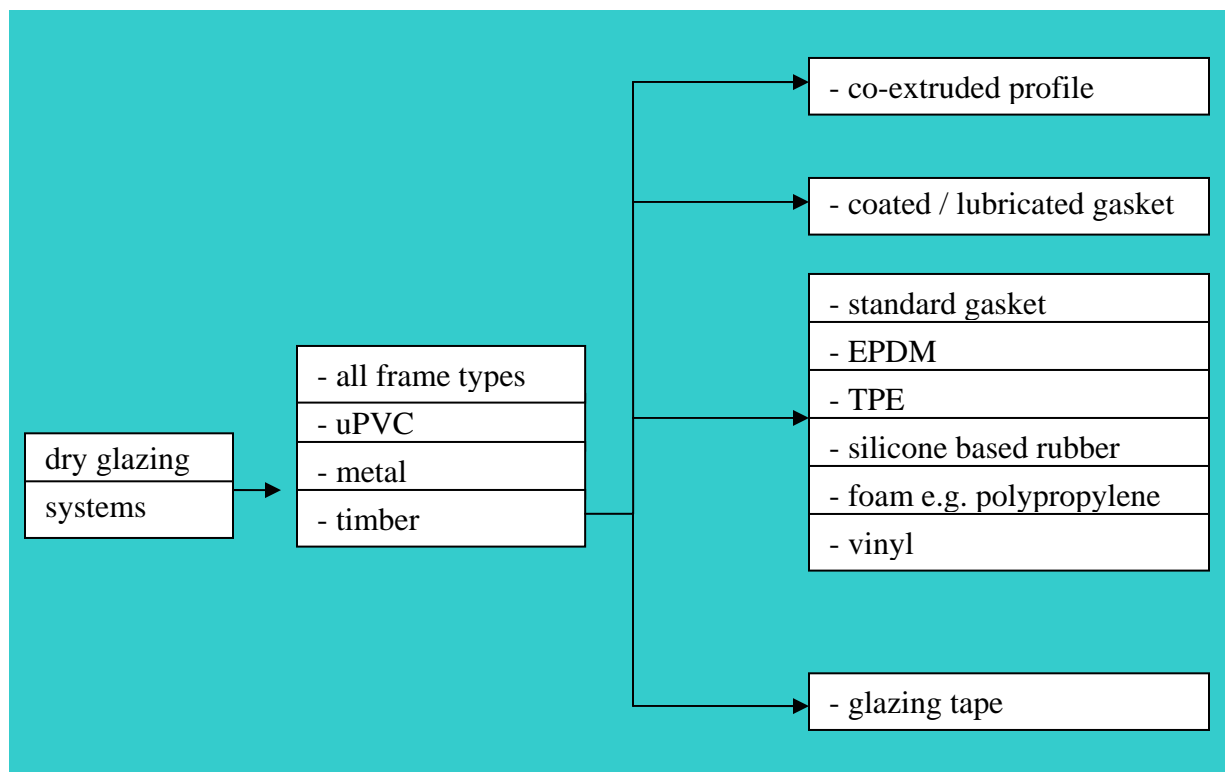 dry glazing
systems
- all frame types
- uPVC
- metal
- timber
- co-extruded profile
- coated / lubricated gasket
- standard gasket
- EPDM
- TPE
- silicone based rubber
- foam e.g. polypropylene
- vinyl
- glazing tape